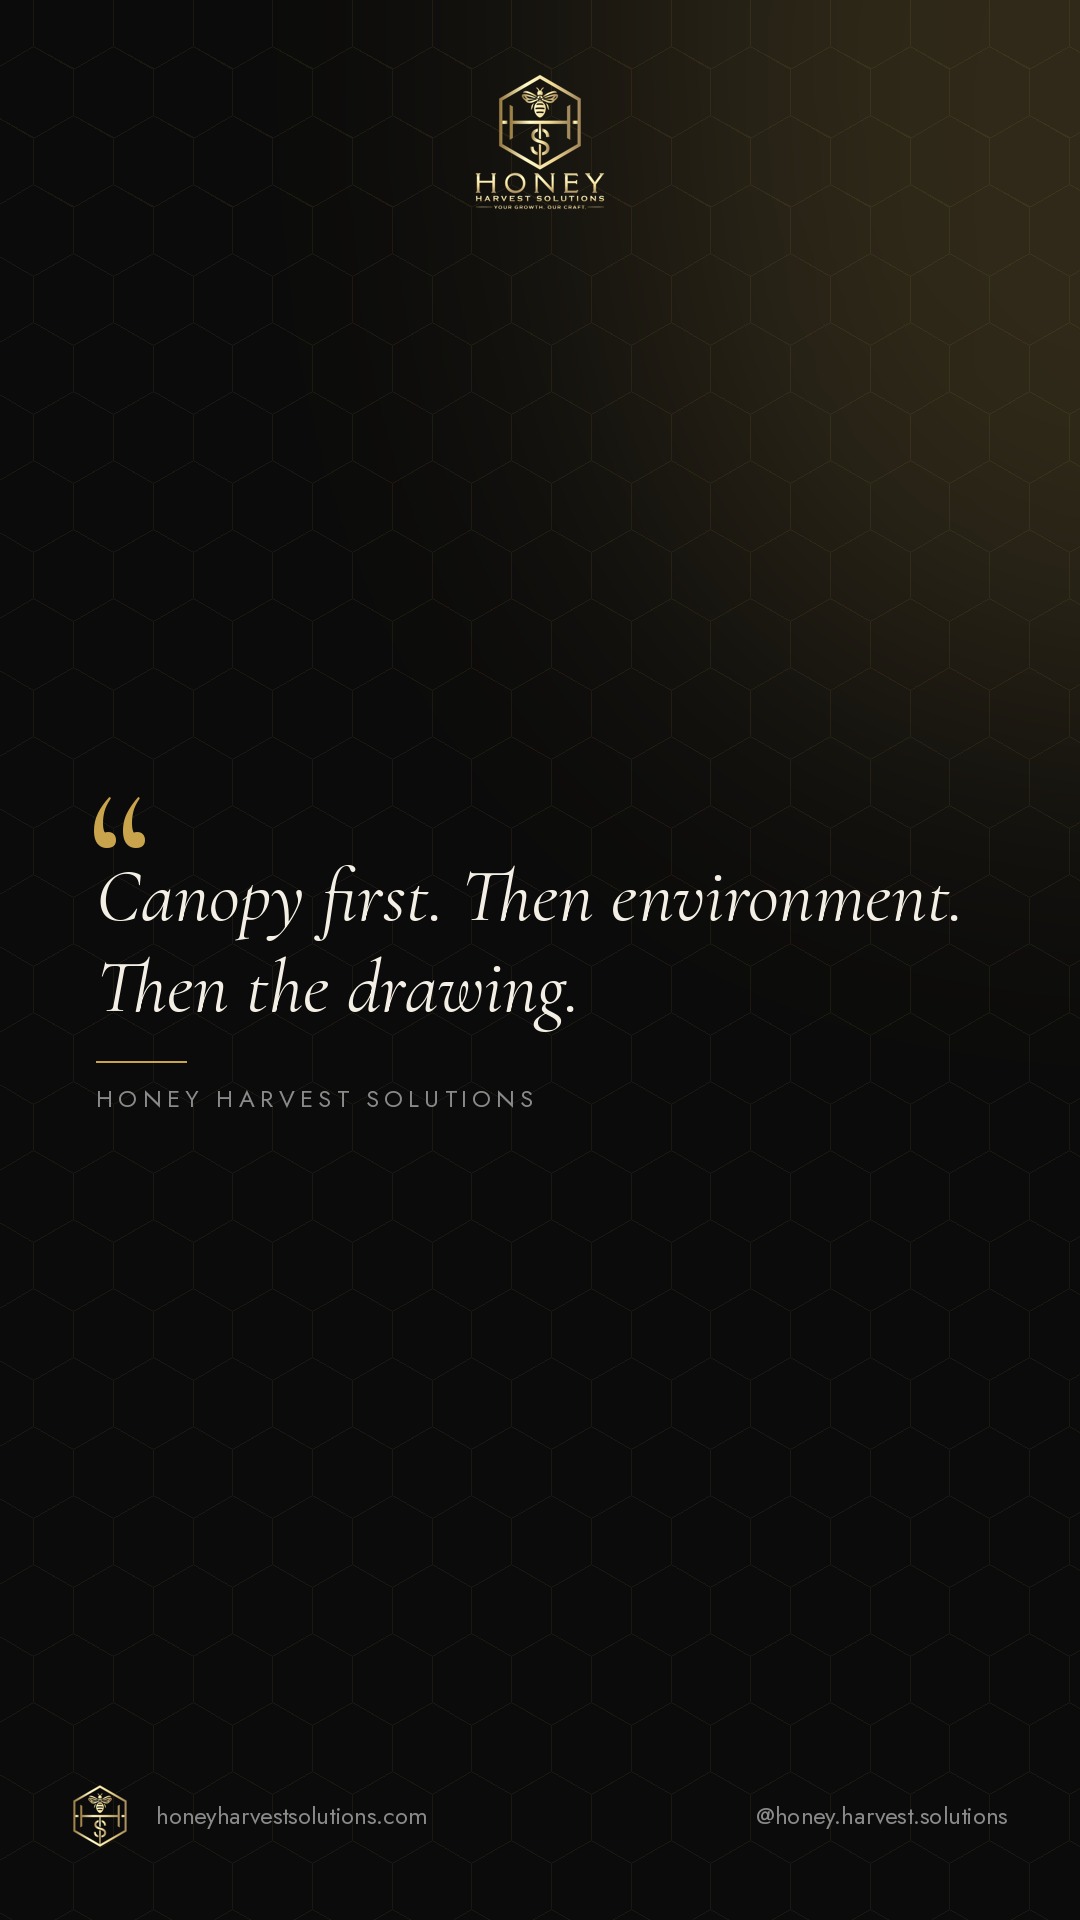 HONEY
HARVEST SOLUTIONS
YOUR GROWTH. OUR CRAFT.
“
Canopy first. Then environment.
Then the drawing.
HONEY HARVEST SOLUTIONS
honeyharvestsolutions.com
@honey.harvest.solutions